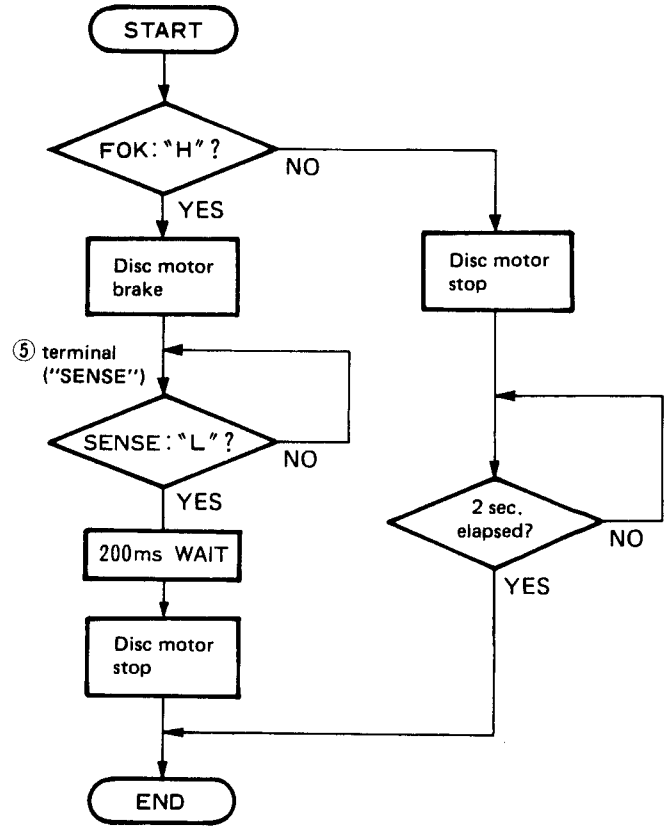 START
FOK: "H" ?
NO
YES
Disc motor
brake
Disc motor
stop
⑤ terminal
("SENSE")
SENSE: "L" ?
NO
YES
2 sec.
elapsed?
NO
YES
200ms WAIT
Disc motor
stop
END